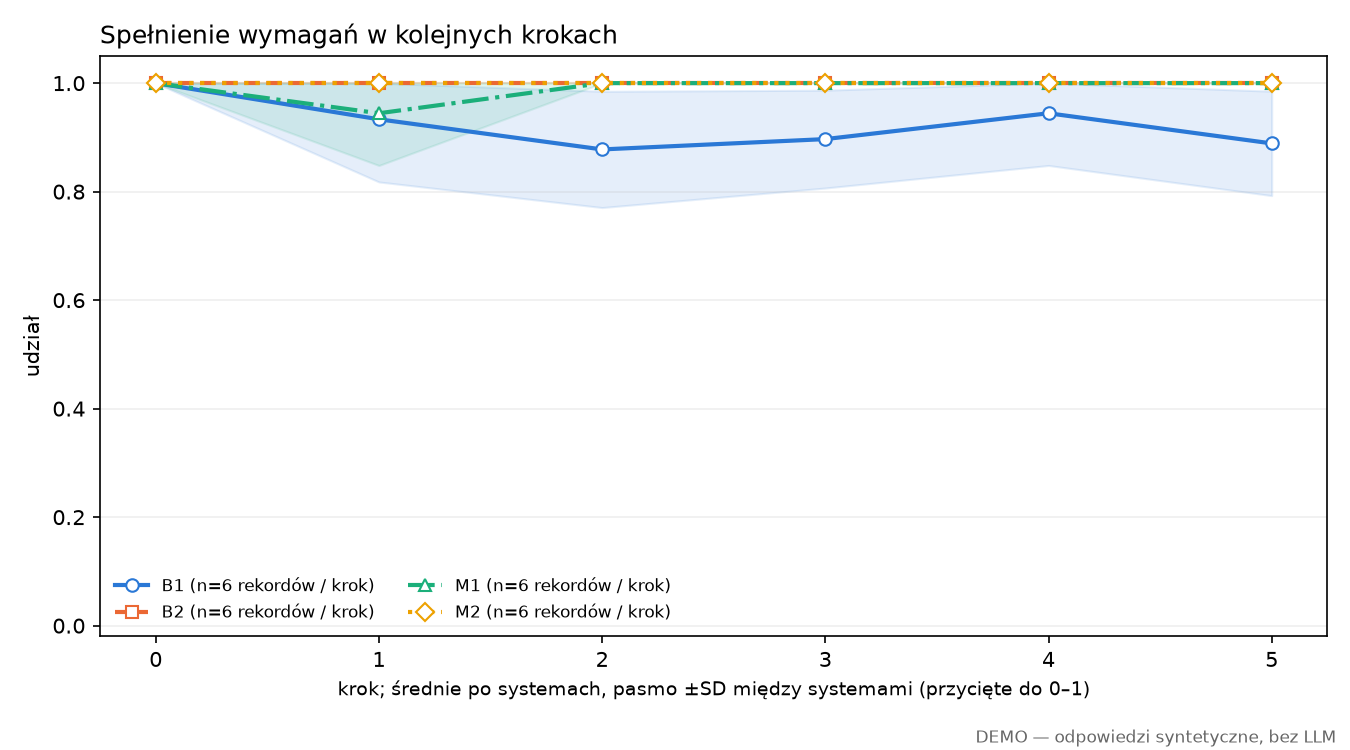 Spełnienie wymagań w kolejnych krokach
udział
1.0
0.8
0.6
0.4
0.2
0.0
B1 (n=6 rekordów / krok)
B2 (n=6 rekordów / krok)
M1 (n=6 rekordów / krok)
M2 (n=6 rekordów / krok)
0 1 2 3 4 5
krok; średnie po systemach, pasmo ±SD między systemami (przycięte do 0–1)
DEMO — odpowiedzi syntetyczne, bez LLM